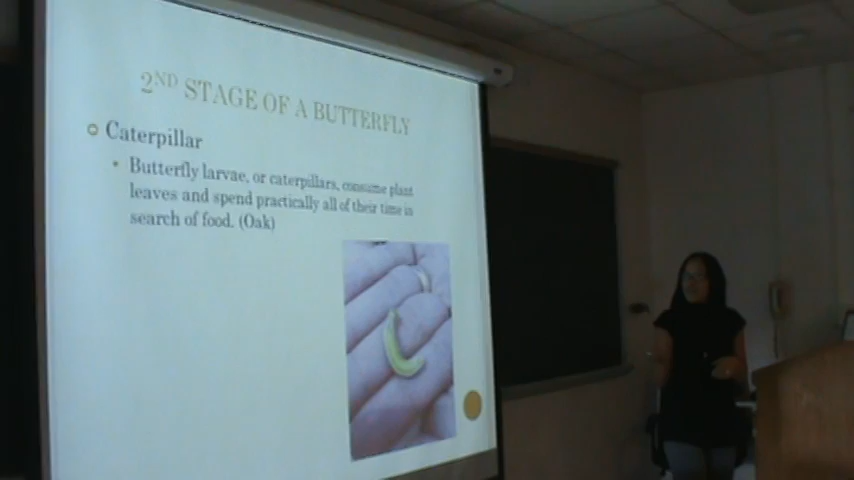 2ND STAGE OF A BUTTERFLY
Caterpillar
Butterfly larvae, or caterpillars, consume plant
leaves and spend practically all of their time in
search of food. (Oak)